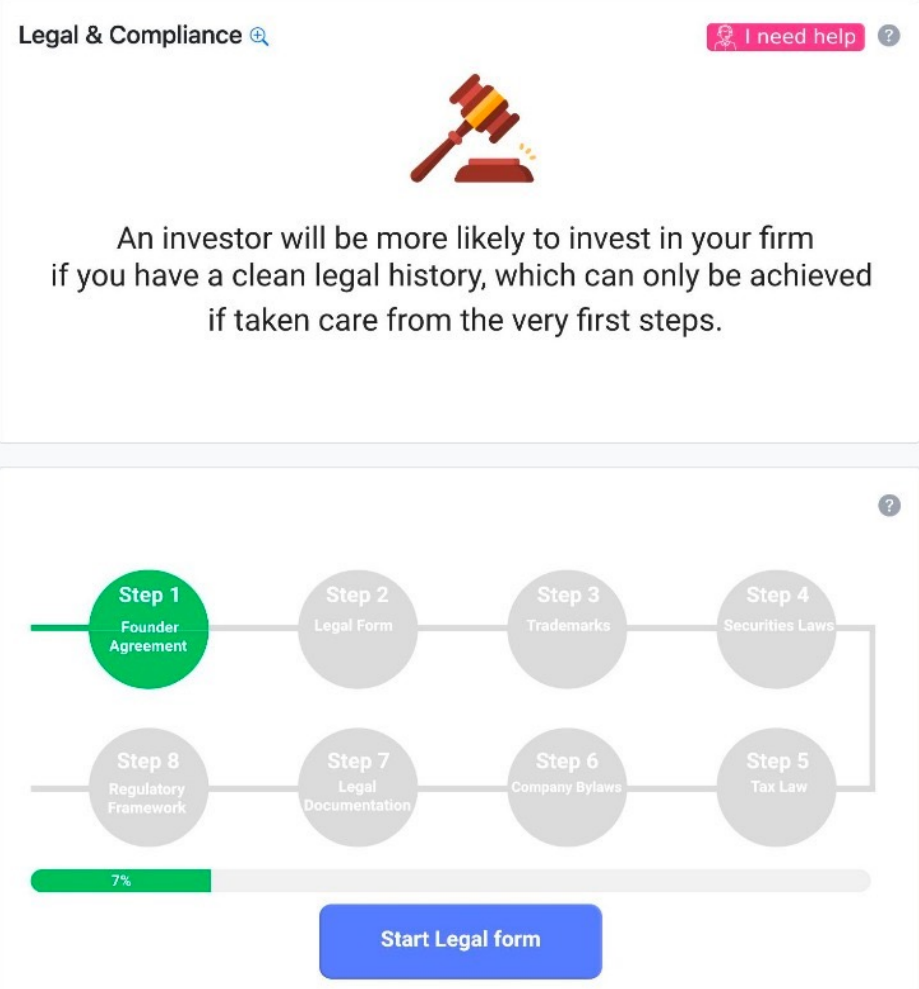 Legal & Compliance
I need help
?
An investor will be more likely to invest in your firm
if you have a clean legal history, which can only be achieved
if taken care from the very first steps.
?
Step 1
Founder
Agreement
Step 2
Legal Form
Step 3
Trademarks
Step 4
Securities Laws
Step 8
Regulatory
Framework
Step 7
Legal
Documentation
Step 6
Company Bylaws
Step 5
Tax Law
7%
Start Legal form